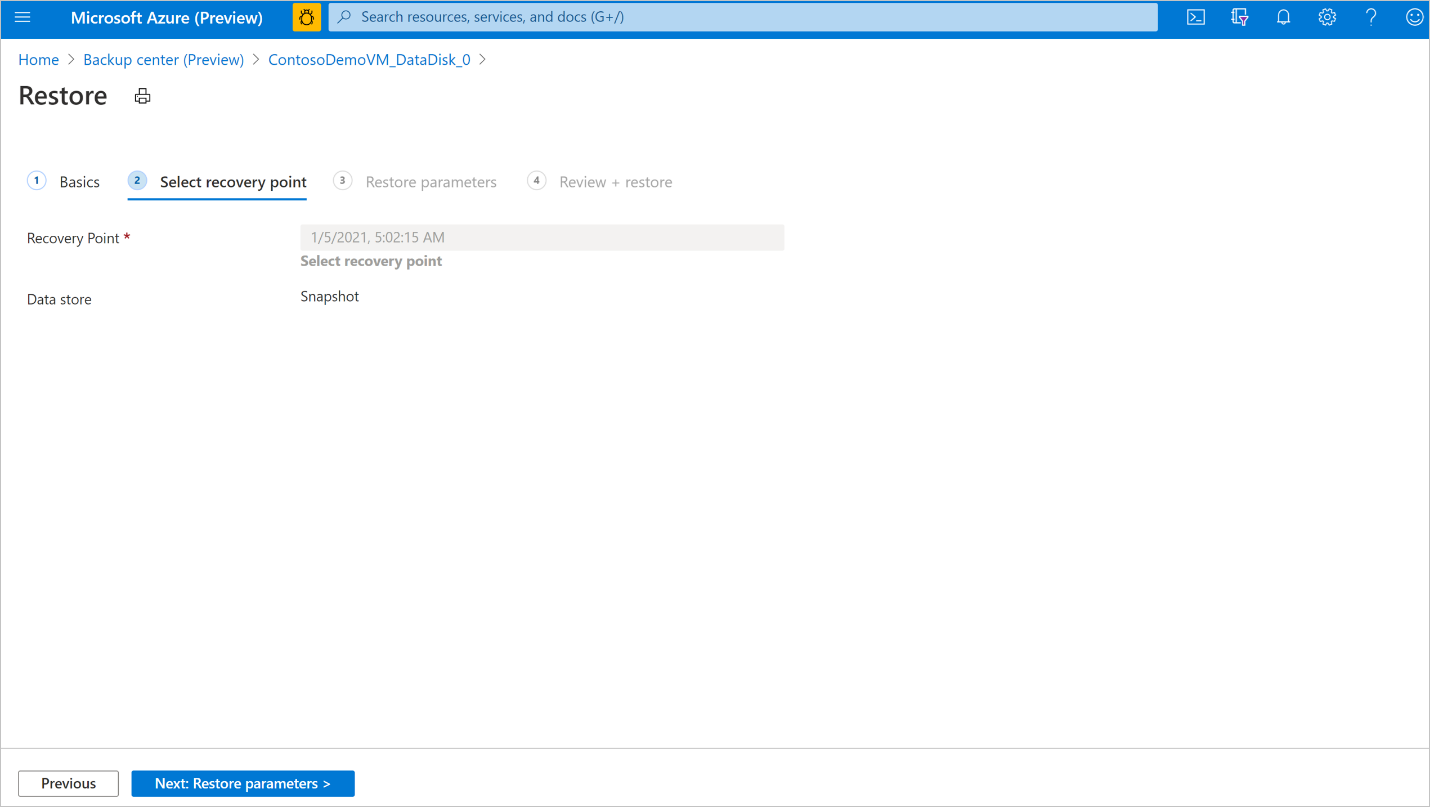 Microsoft Azure (Preview)
Search resources, services, and docs (G+/)
Home > Backup center (Preview) > ContosoDemoVM_DataDisk_0 >
Restore
1 Basics 2 Select recovery point 3 Restore parameters 4 Review + restore
Recovery Point * 1/5/2021, 5:02:15 AM
Select recovery point
Data store Snapshot
Previous Next: Restore parameters >